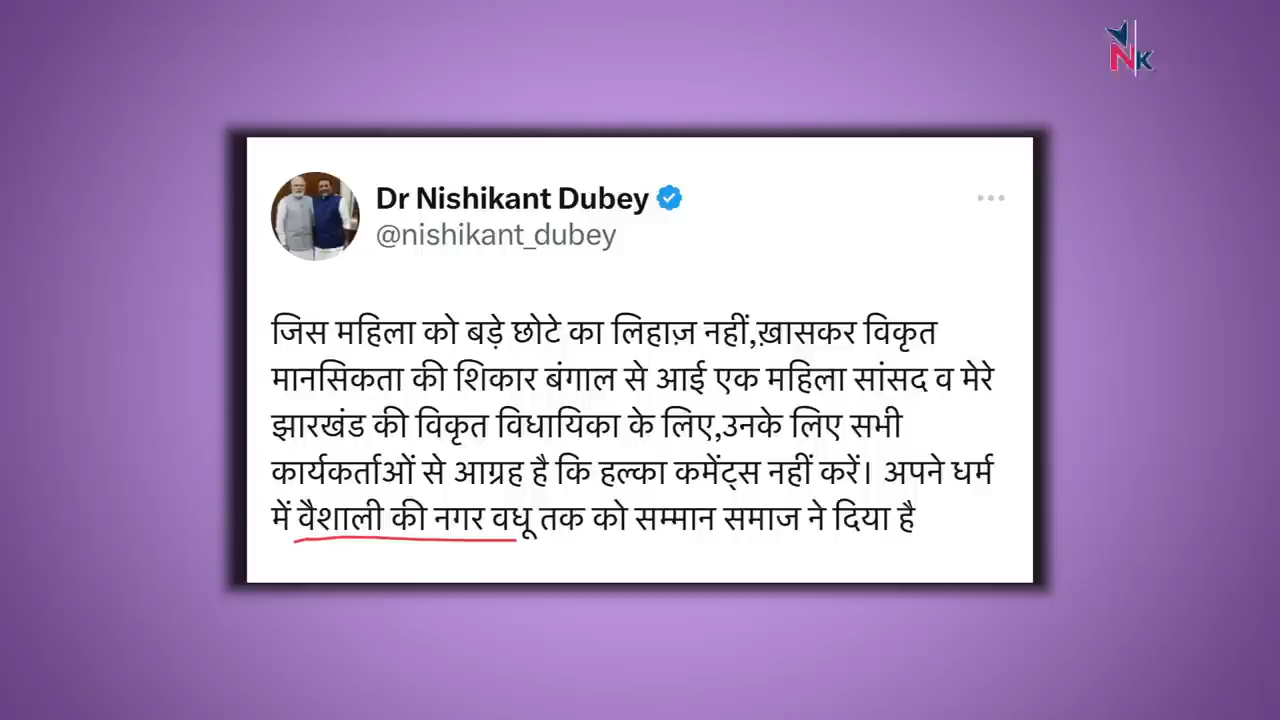 NK
Dr Nishikant Dubey
@nishikant_dubey
जिस महिला को बड़े छोटे का लिहाज़ नहीं,ख़ासकर विकृत
मानसिकता की शिकार बंगाल से आई एक महिला सांसद व मेरे
झारखंड की विकृत विधायिका के लिए,उनके लिए सभी
कार्यकर्ताओं से आग्रह है कि हल्का कमेंट्स नहीं करें। अपने धर्म
में वैशाली की नगर वधू तक को सम्मान समाज ने दिया है